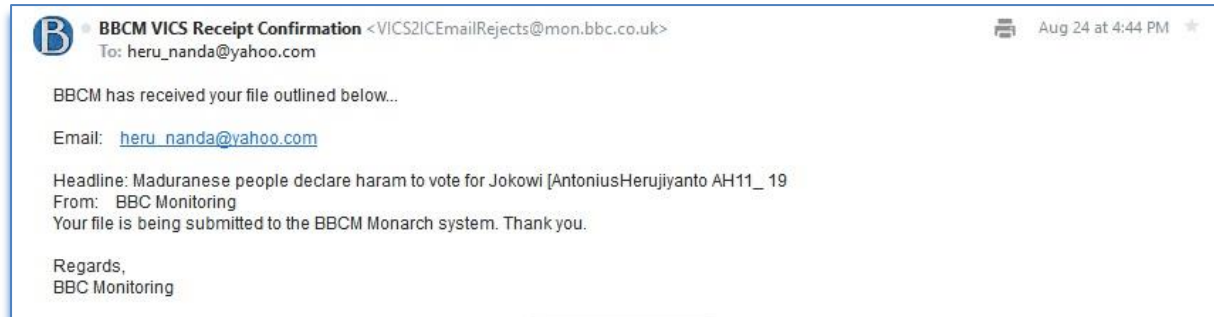 B
BBCM VICS Receipt Confirmation <VICS2ICEmailRejects@mon.bbc.co.uk> Aug 24 at 4:44 PM
To: heru_nanda@yahoo.com
BBCM has received your file outlined below...
Email: heru_nanda@yahoo.com
Headline: Maduranese people declare haram to vote for Jokowi [AntoniusHerujiyanto AH11_ 19
From: BBC Monitoring
Your file is being submitted to the BBCM Monarch system. Thank you.
Regards,
BBC Monitoring